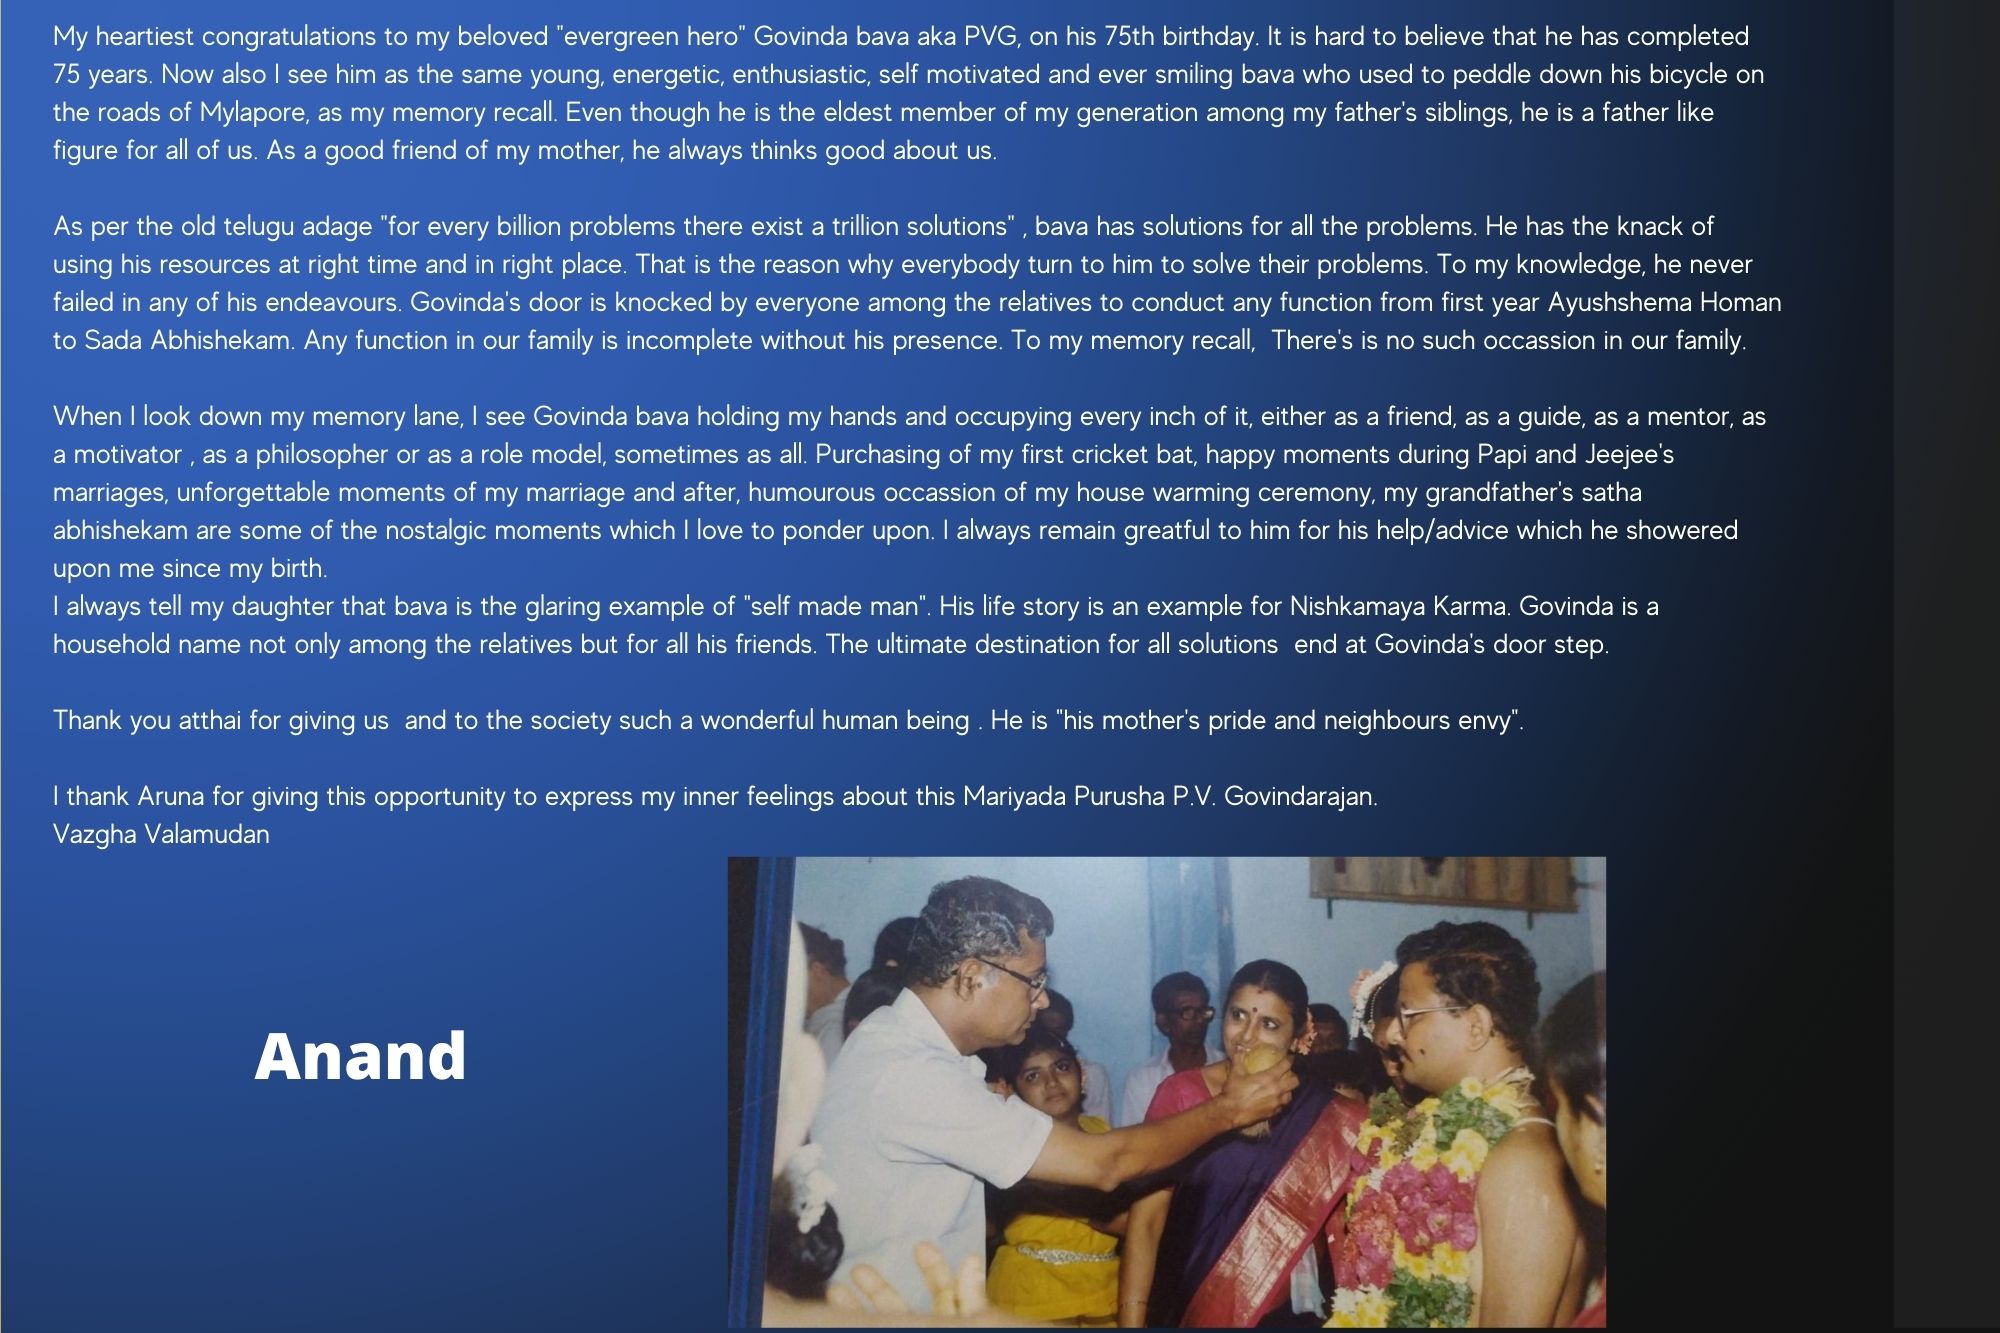 My heartiest congratulations to my beloved "evergreen hero" Govinda bava aka PVG, on his 75th birthday. It is hard to believe that he has completed
75 years. Now also I see him as the same young, energetic, enthusiastic, self motivated and ever smiling bava who used to peddle down his bicycle on
the roads of Mylapore, as my memory recall. Even though he is the eldest member of my generation among my father's siblings, he is a father like
figure for all of us. As a good friend of my mother, he always thinks good about us.
As per the old telugu adage "for every billion problems there exist a trillion solutions" , bava has solutions for all the problems. He has the knack of
using his resources at right time and in right place. That is the reason why everybody turn to him to solve their problems. To my knowledge, he never
failed in any of his endeavours. Govinda's door is knocked by everyone among the relatives to conduct any function from first year Ayushshema Homan
to Sada Abhishekam. Any function in our family is incomplete without his presence. To my memory recall,  There's is no such occassion in our family.
When I look down my memory lane, I see Govinda bava holding my hands and occupying every inch of it, either as a friend, as a guide, as a mentor, as
a motivator , as a philosopher or as a role model, sometimes as all. Purchasing of my first cricket bat, happy moments during Papi and Jeejee's
marriages, unforgettable moments of my marriage and after, humourous occassion of my house warming ceremony, my grandfather's satha
abhishekam are some of the nostalgic moments which I love to ponder upon. I always remain greatful to him for his help/advice which he showered
upon me since my birth.
I always tell my daughter that bava is the glaring example of "self made man". His life story is an example for Nishkamaya Karma. Govinda is a
household name not only among the relatives but for all his friends. The ultimate destination for all solutions  end at Govinda's door step.
Thank you atthai for giving us  and to the society such a wonderful human being . He is "his mother's pride and neighbours envy".
I thank Aruna for giving this opportunity to express my inner feelings about this Mariyada Purusha P.V. Govindarajan.
Vazgha Valamudan
Anand